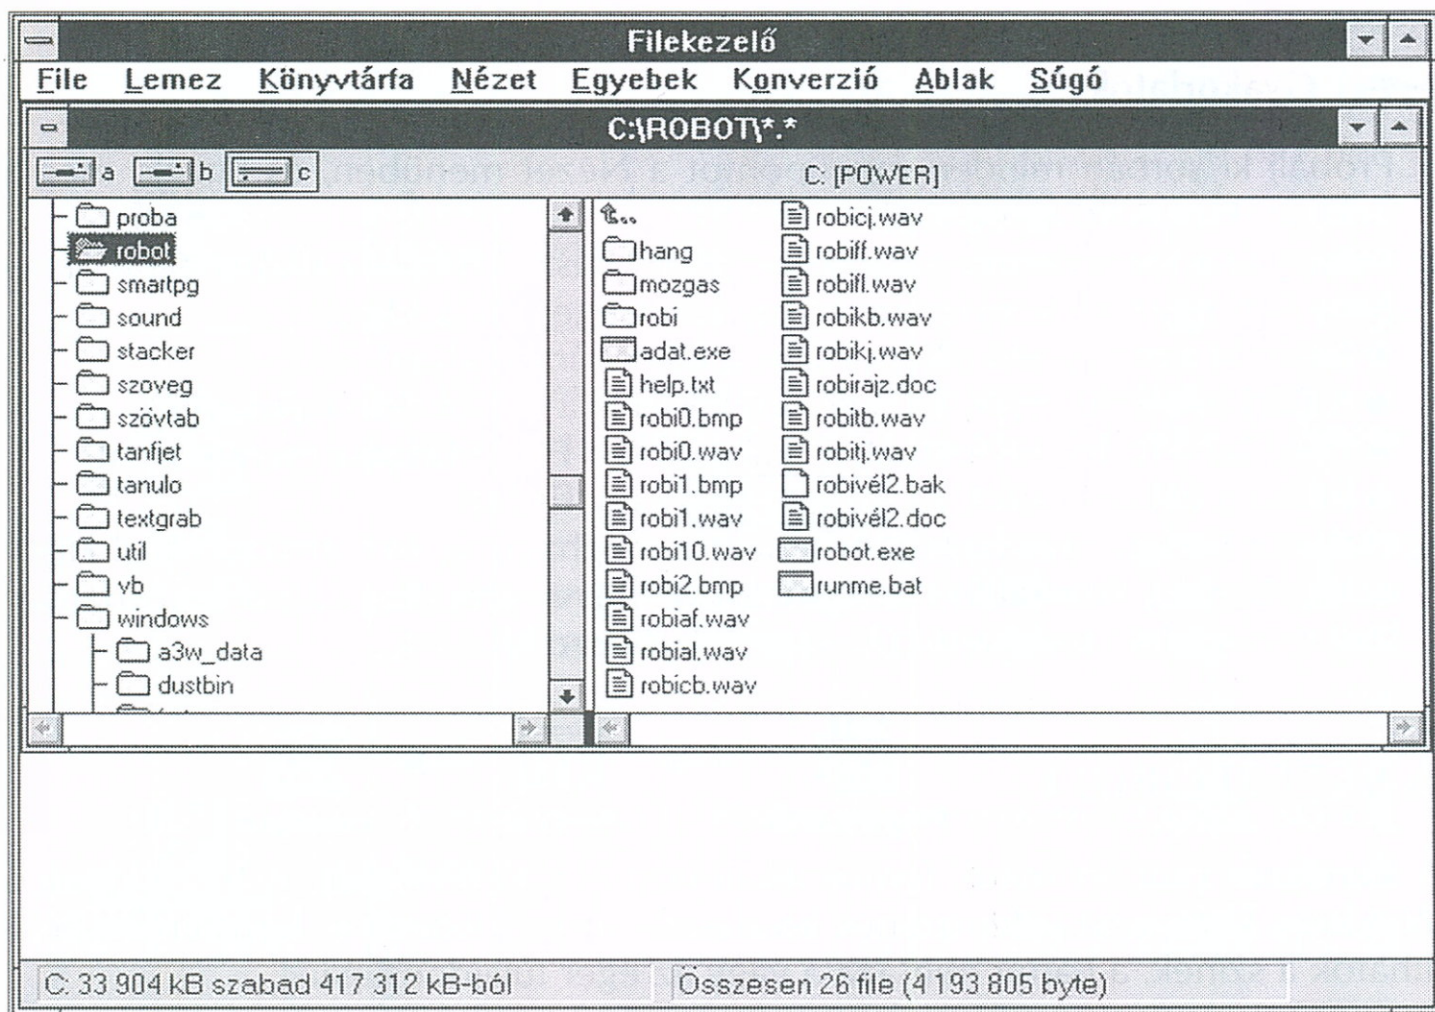 Filekezelő
File Lemez Könyvtárfa Nézet Egyebek Konverzió Ablak Súgó
C:\ROBOT\*.*
a b c C: [POWER]
proba
robot
smartpg
sound
stacker
szoveg
szövtab
tanfjet
tanulo
textgrab
util
vb
windows
a3w_data
dustbin
hang
mozgas
robi
adat.exe
help.txt
robi0.bmp
robi0.wav
robi1.bmp
robi1.wav
robi10.wav
robi2.bmp
robiaf.wav
robial.wav
robicb.wav
robicj.wav
robiff.wav
robifl.wav
robikb.wav
robikj.wav
robirajz.doc
robitb.wav
robitj.wav
robivél2.bak
robivél2.doc
robot.exe
runme.bat
C: 33 904 kB szabad 417 312 kB-ból
Összesen 26 file (4 193 805 byte)